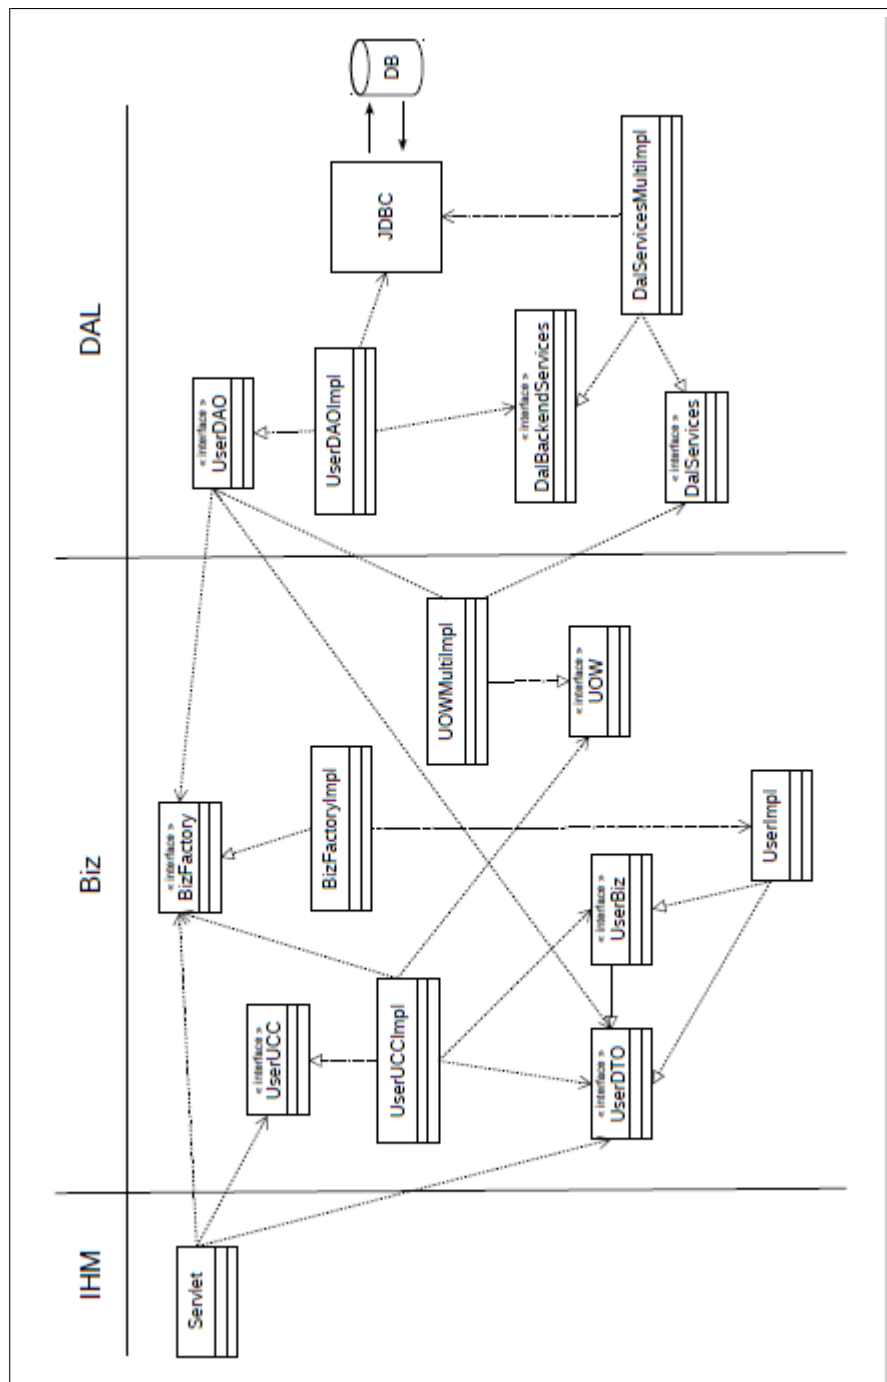 IHM
Biz
DAL
Servlet
« interface »
BizFactory
« interface »
UserUCC
UserUCCImpl
« interface »
UserDTO
BizFactoryImpl
« interface »
UserBiz
UserImpl
UOWMultiImpl
« interface »
UOW
« interface »
UserDAO
UserDAOImpl
« interface »
DalBackendServices
« interface »
DalServices
JDBC
DalServicesMultiImpl
DB